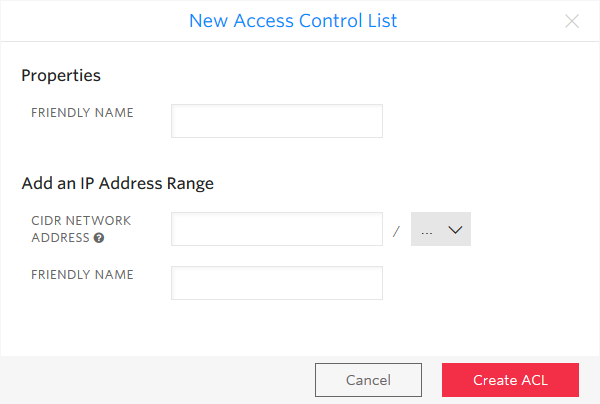 New Access Control List
Properties
FRIENDLY NAME
Add an IP Address Range
CIDR NETWORK
ADDRESS ?
/ ...
FRIENDLY NAME
Cancel Create ACL